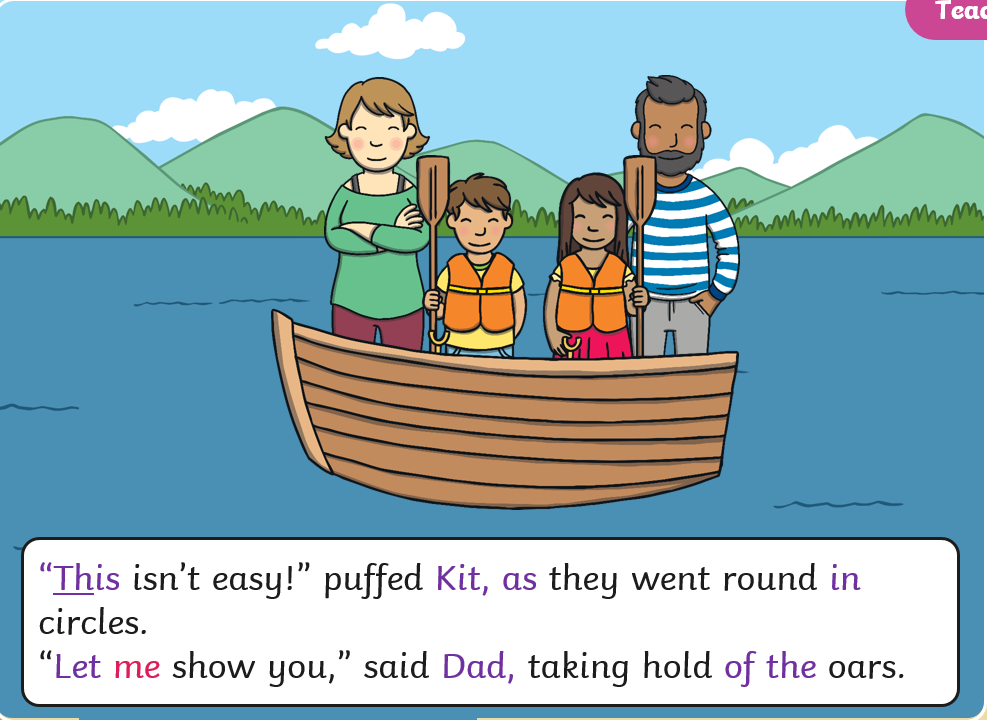 “This isn’t easy!” puffed Kit, as they went round in
circles.
“Let me show you,” said Dad, taking hold of the oars.